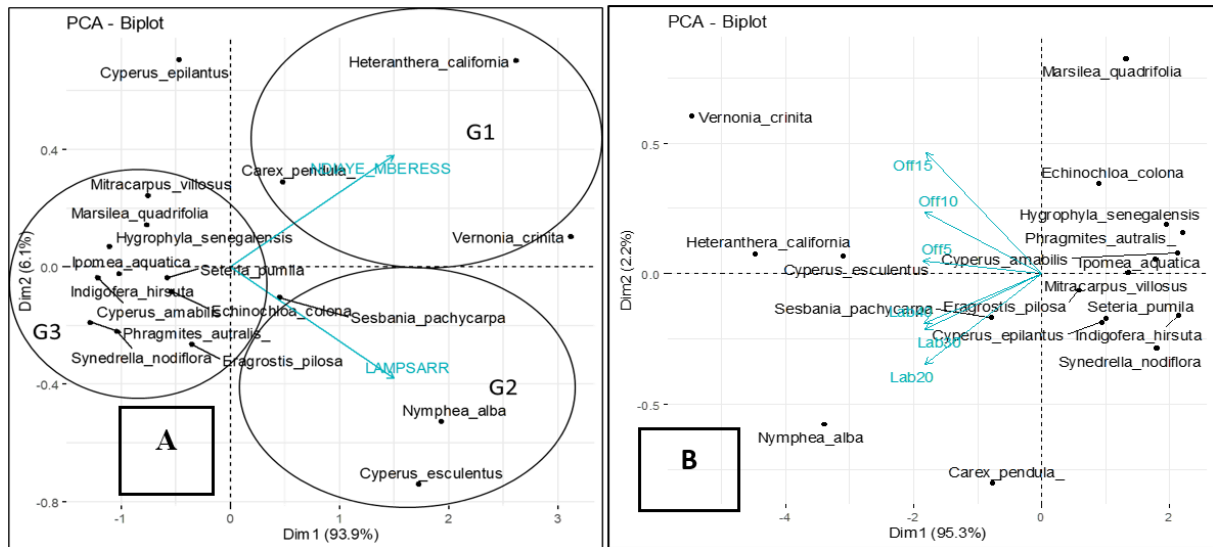 PCA - Biplot
Cyperus_epilantus
Heteranthera_california
G1
NDIAYE_MBERESS
Carex_pendula_
Mitracarpus_villosus
Marsilea_quadrifolia
Vernonia_crinita
Hygrophyla_senegalensis
Ipomea_aquatica
Seteria_pumila
Indigofera_hirsuta
Echinochloa_colona
Cyperus_amabilis
Sesbania_pachycarpa
G3
Phragmites_autralis_
Synedrella_nodiflora
Eragrostis_pilosa
LAMPSARR
G2
Nymphea_alba
Cyperus_esculentus
A
0.4
0.0
-0.4
-0.8
Dim2 (6.1%)
-1
0
1
2
3
Dim1 (93.9%)
PCA - Biplot
Marsilea_quadrifolia
Vernonia_crinita
Off15
Echinochloa_colona
Off10
Hygrophyla_senegalensis
Phragmites_autralis_
Off5
Heteranthera_california
Cyperus_amabilis
Ipomea_aquatica
Cyperus_esculentus
Mitracarpus_villosus
Sesbania_pachycarpa
Eragrostis_pilosa
Seteria_pumila
Cyperus_epilantus
Indigofera_hirsuta
Synedrella_nodiflora
Lab20
Nymphea_alba
Carex_pendula_
B
0.5
0.0
-0.5
Dim2 (2.2%)
-4
-2
0
2
Dim1 (95.3%)